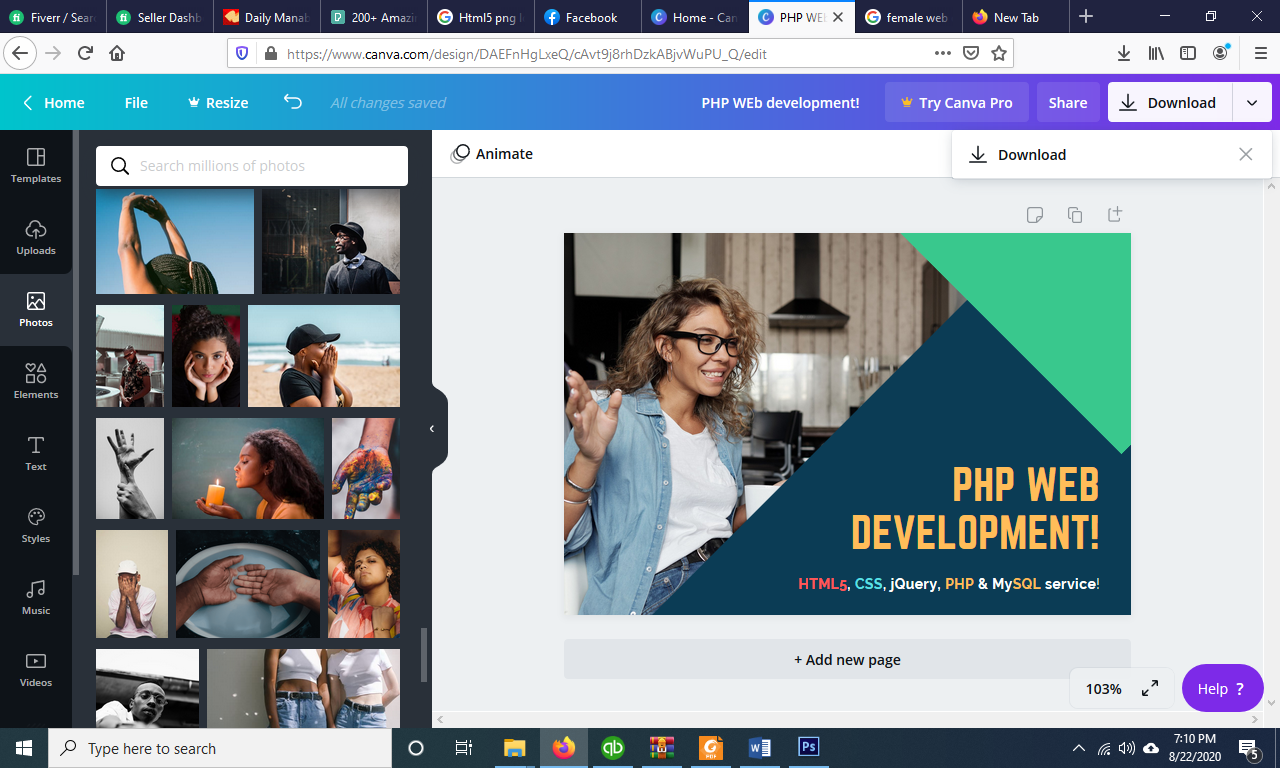 Fiverr / Searc
Seller Dashb
Daily Manab
200+ Amazi
Html5 png l
Facebook
Home - Can
PHP WEb
female web
New Tab
https://www.canva.com/design/DAEFnHgLxeQ/cAvt9j8rhDzkABjvWuPU_Q/edit
Home File Resize All changes saved PHP WEb development! Try Canva Pro Share Download
Templates
Uploads
Photos
Elements
Text
Styles
Music
Videos
Search millions of photos
Animate
Download
PHP WEB
DEVELOPMENT!
HTML5, CSS, jQuery, PHP & MySQL service!
+ Add new page
103%
Help ?
Type here to search
7:10 PM
8/22/2020
5